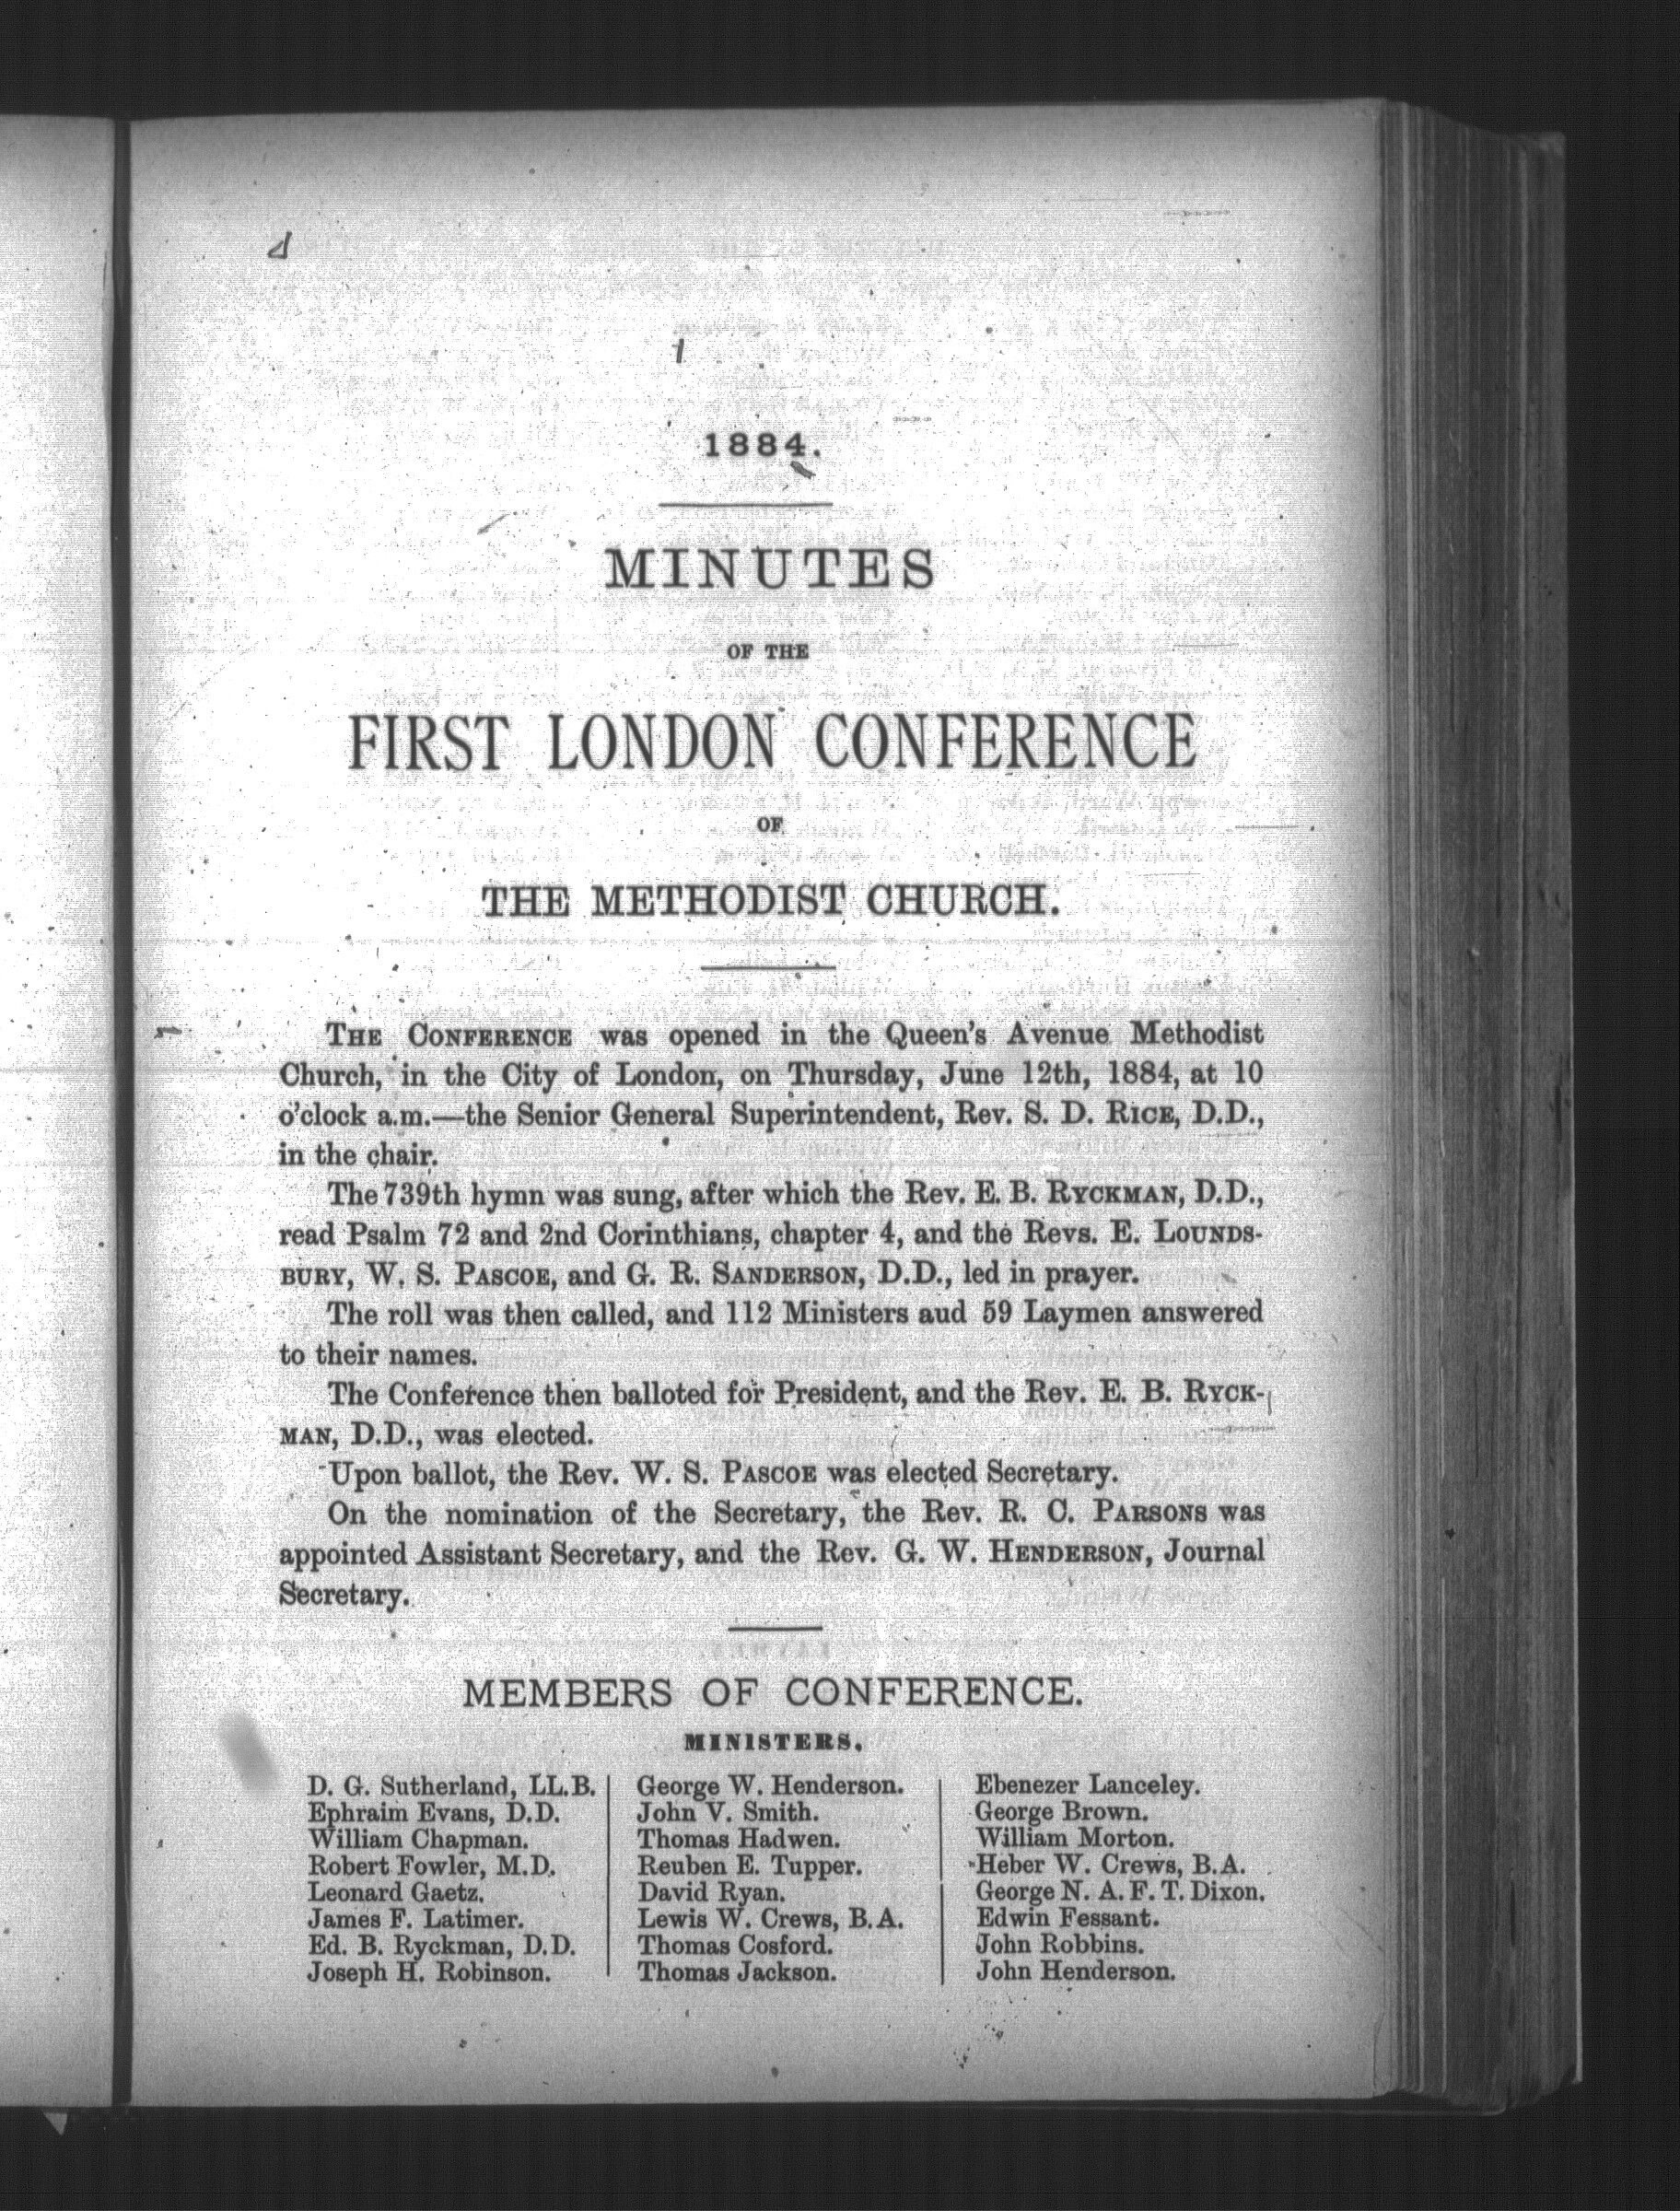 1884.
MINUTES
OF THE
FIRST LONDON CONFERENCE
OF
THE METHODIST CHURCH.
THE CONFERENCE was opened in the Queen's Avenue Methodist
Church, in the City of London, on Thursday, June 12th, 1884, at 10
o'clock a.m.—the Senior General Superintendent, Rev. S. D. RICE, D.D.,
in the chair.
The 739th hymn was sung, after which the Rev. E. B. RYCKMAN, D.D.,
read Psalm 72 and 2nd Corinthians, chapter 4, and the Revs. E. LOUNDS-
BURY, W. S. PASCOE, and G. R. SANDERSON, D.D., led in prayer.
The roll was then called, and 112 Ministers aud 59 Laymen answered
to their names.
The Conference then balloted for President, and the Rev. E. B. RYCK-
MAN, D.D., was elected.
Upon ballot, the Rev. W. S. PASCOE was elected Secretary.
On the nomination of the Secretary, the Rev. R. C. PARSONS was
appointed Assistant Secretary, and the Rev. G. W. HENDERSON, Journal
Secretary.
MEMBERS OF CONFERENCE.
MINISTERS.
D. G. Sutherland, LL.B.
Ephraim Evans, D.D.
William Chapman.
Robert Fowler, M.D.
Leonard Gaetz.
James F. Latimer.
Ed. B. Ryckman, D.D.
Joseph H. Robinson.
George W. Henderson.
John V. Smith.
Thomas Hadwen.
Reuben E. Tupper.
David Ryan.
Lewis W. Crews, B.A.
Thomas Cosford.
Thomas Jackson.
Ebenezer Lanceley.
George Brown.
William Morton.
Heber W. Crews, B.A.
George N. A. F. T. Dixon.
Edwin Fessant.
John Robbins.
John Henderson.